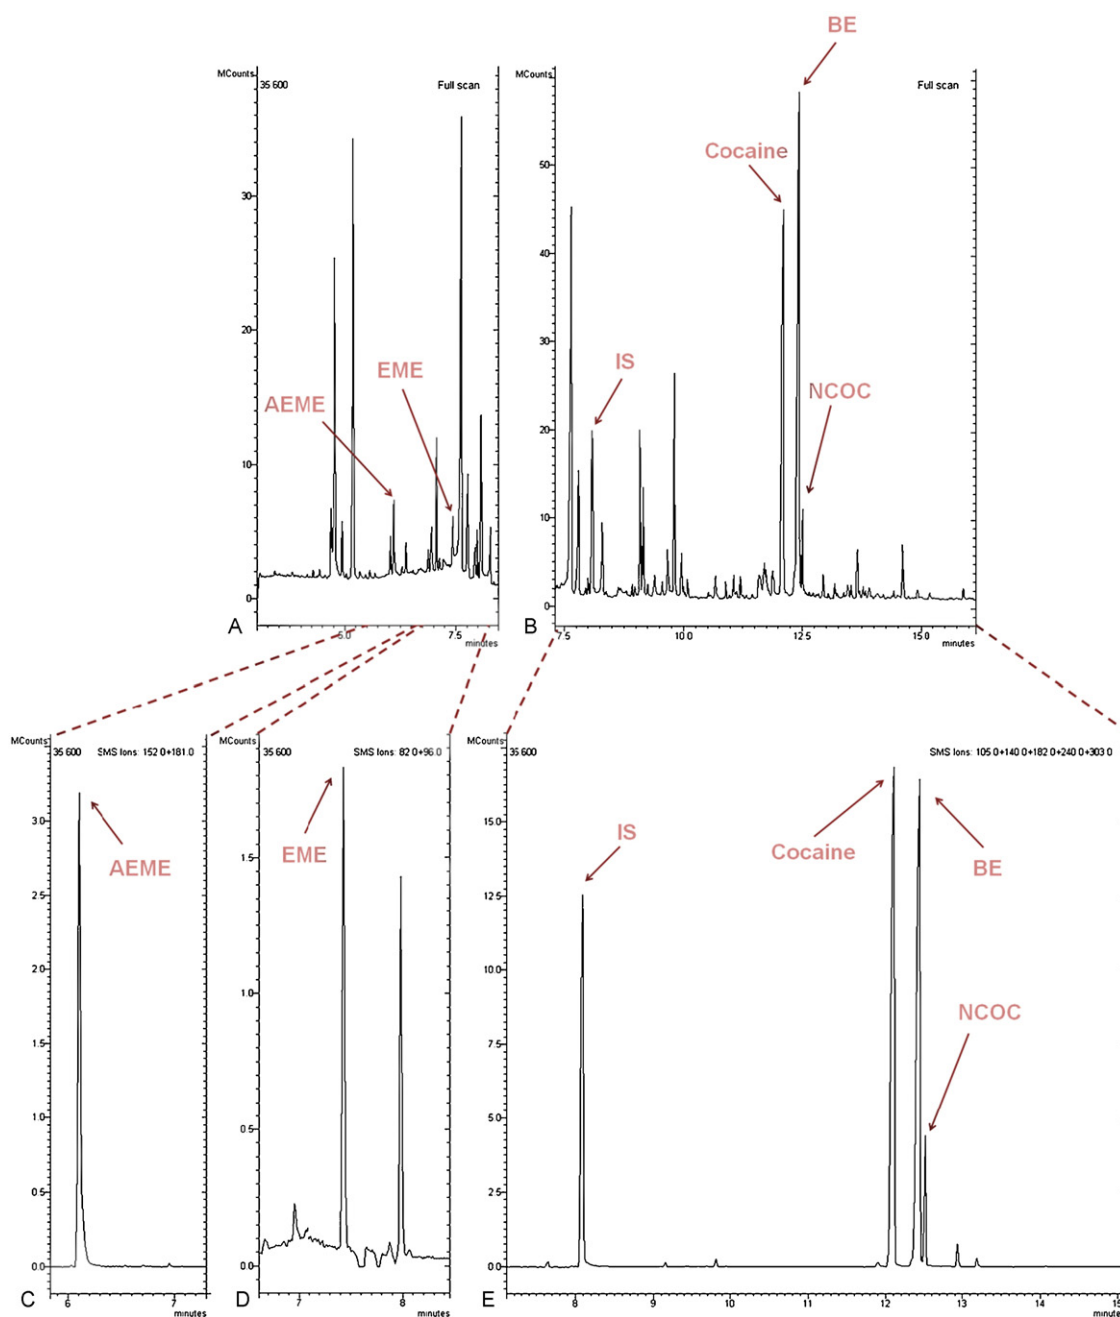 BE
MCounts
35 600
Full scan
30
20
10
0
AEME
EME
A
5.0
7.5
minutes
MCounts
Full scan
50
40
30
20
10
0
Cocaine
IS
NCOC
B
7.5
10.0
12.5
15.0
minutes
MCounts
35 600
SMS Ions: 152 0+181.0
3.0
2.5
2.0
1.5
1.0
0.5
0.0
AEME
C
6
7
minutes
MCounts
35 600
SMS Ions: 82 0+96.0
1.5
1.0
0.5
0.0
EME
D
7
8
minutes
MCounts
35 600
SMS Ions: 105 0+140 0+182 0+240 0+303 0
15.0
12.5
10.0
7.5
5.0
2.5
0.0
IS
Cocaine
BE
NCOC
E
8
9
10
11
12
13
14
15
minutes